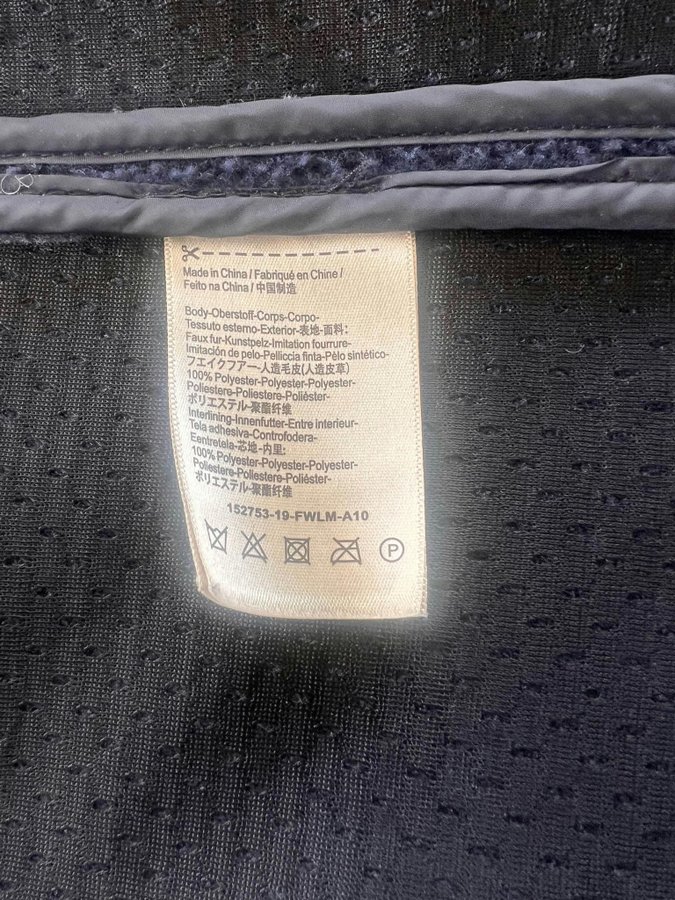 Made in China / Fabriqué en Chine /
Feito na China / 中国制造
Body-Oberstoff-Corps-Corpo-
Tessuto esterno-Exterior-表地-面料:
Faux fur-Kunstpelz-Imitation fourrure-
Imitación de pelo-Pelliccia finta-Pêlo sintético-
フェイクファー-人造毛皮(人造皮草)
100% Polyester-Polyester-Polyester-
Poliestere-Poliestere-Poliéster-
ポリエステル-聚酯纤维
Interlining-Innenfutter-Entre interieur-
Tela adhesiva-Controfodera-
Eentretela-芯地-内里:
100% Polyester-Polyester-Polyester-
Poliestere-Poliestere-Poliéster-
ポリエステル-聚酯纤维
152753-19-FWLM-A10
P